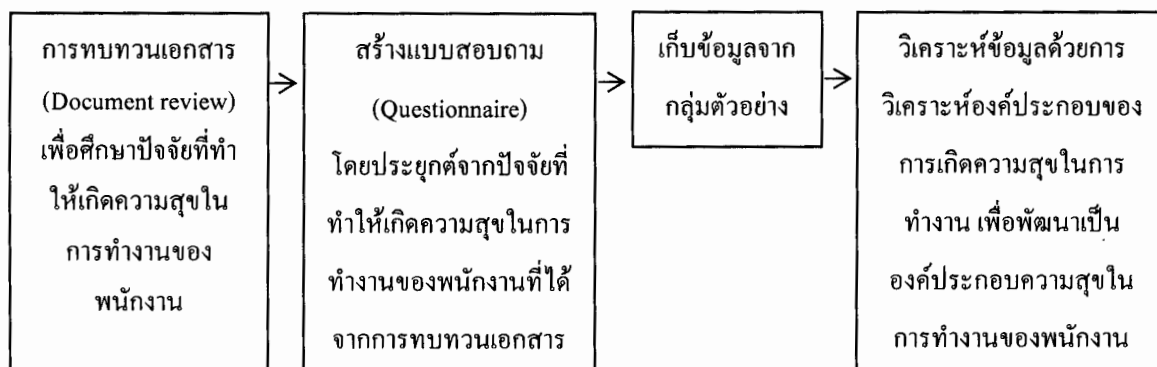 การทบทวนเอกสาร
(Document review)
เพื่อศึกษาปัจจัยที่ทำ
ให้เกิดความสุขใน
การทำงานของ
พนักงาน
สร้างแบบสอบถาม
(Questionnaire)
โดยประยุกต์จากปัจจัยที่
ทำให้เกิดความสุขในการ
ทำงานของพนักงานที่ได้
จากการทบทวนเอกสาร
เก็บข้อมูลจาก
กลุ่มตัวอย่าง
วิเคราะห์ข้อมูลด้วยการ
วิเคราะห์องค์ประกอบของ
การเกิดความสุขในการ
ทำงาน เพื่อพัฒนาเป็น
องค์ประกอบความสุขใน
การทำงานของพนักงาน